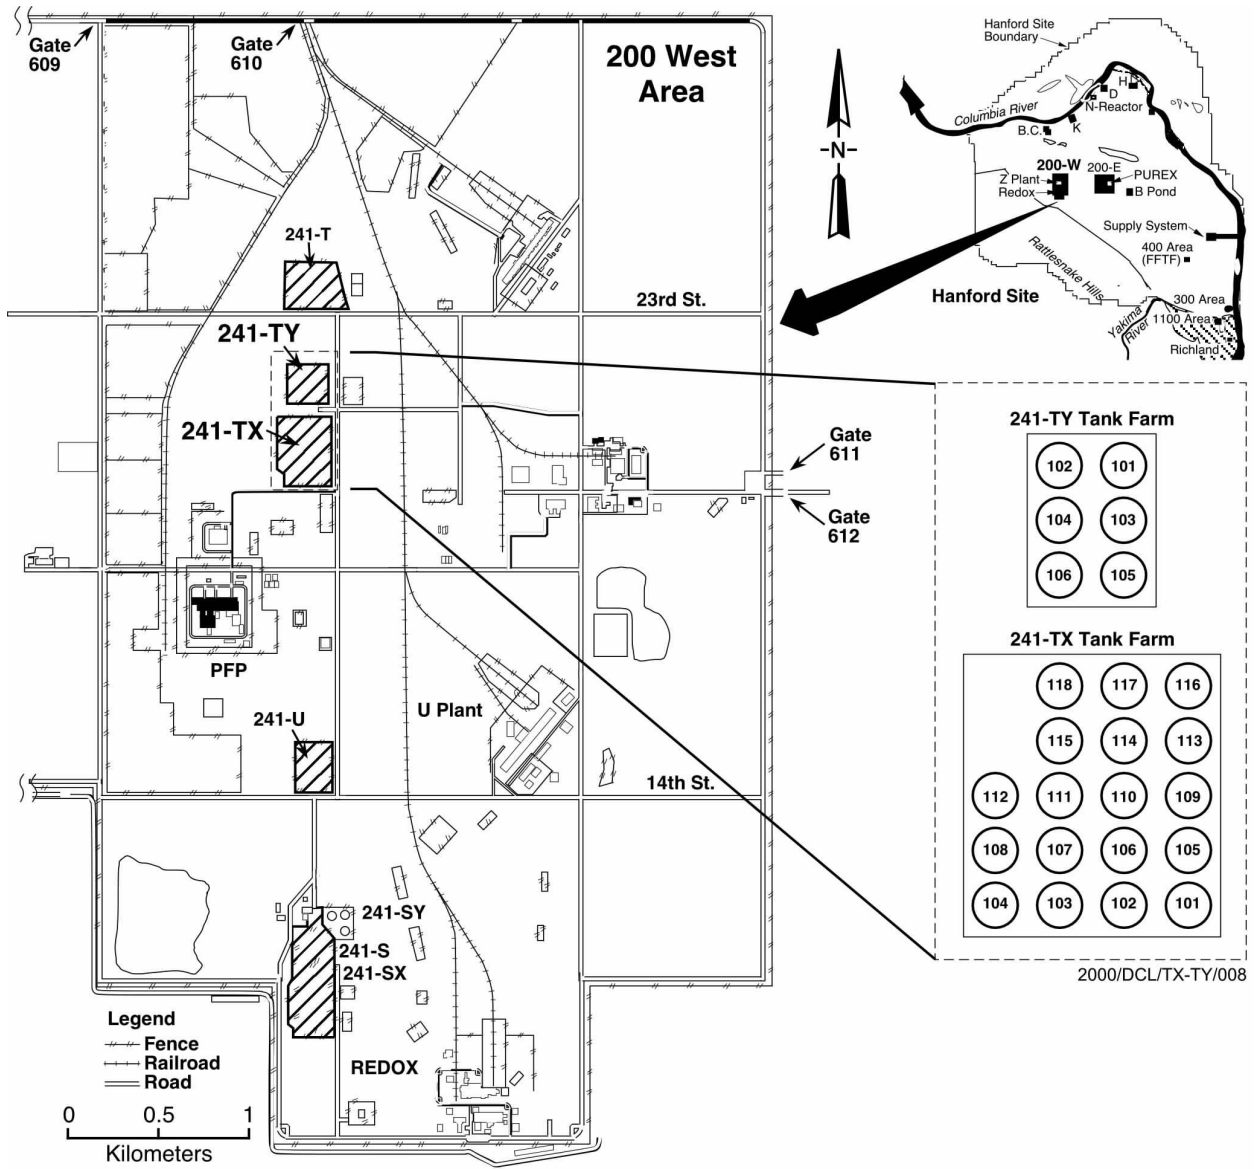 Gate
609
Gate
610
200 West
Area
241-T
23rd St.
241-TY
241-TX
Gate
611
Gate
612
PFP
U Plant
241-U
14th St.
241-SY
241-S
241-SX
REDOX
Legend
Fence
Railroad
Road
0 0.5 1
Kilometers
N
Hanford Site
Boundary
Columbia River
H
D
N-Reactor
K
B.C.
200-W
200-E
Z Plant
Redox
PUREX
B Pond
Supply System
400 Area
(FFTF)
Rattlesnake Hills
Hanford Site
300 Area
1100 Area
Yakima
River
Richland
241-TY Tank Farm
102 101
104 103
106 105
241-TX Tank Farm
118 117 116
115 114 113
112 111 110 109
108 107 106 105
104 103 102 101
2000/DCL/TX-TY/008